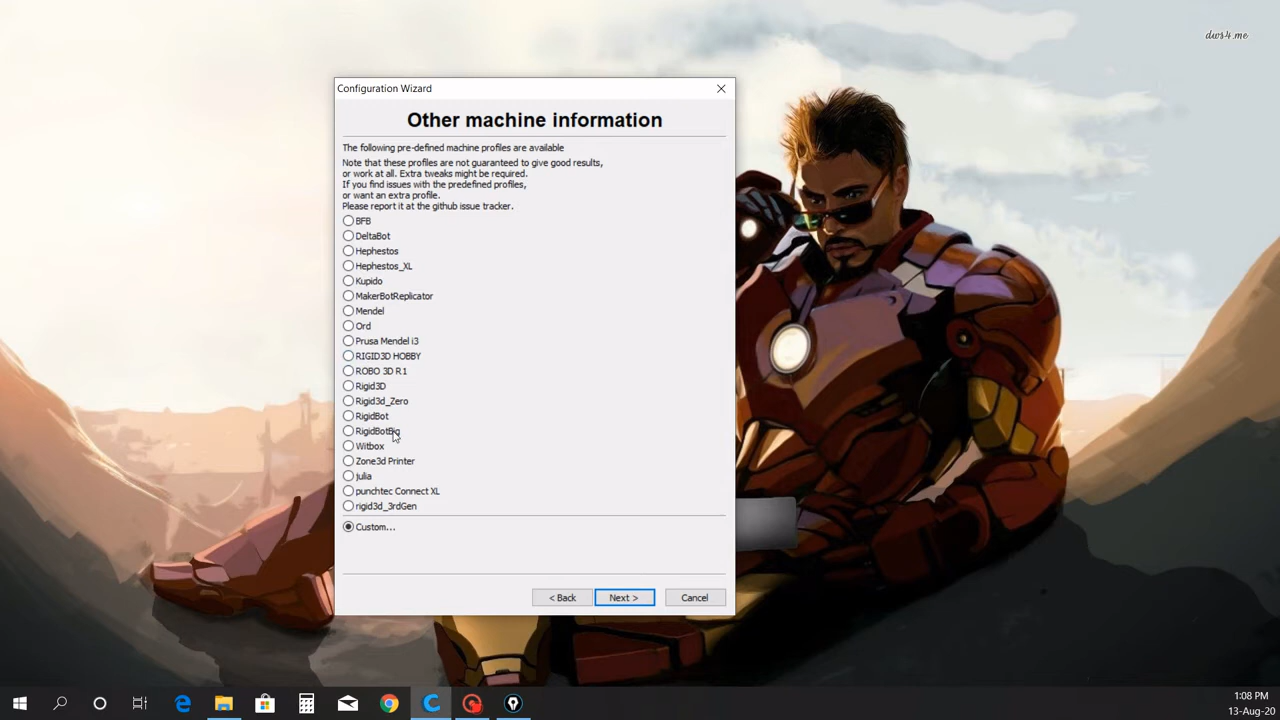 dws4.me
Configuration Wizard
Other machine information
The following pre-defined machine profiles are available
Note that these profiles are not guaranteed to give good results,
or work at all. Extra tweaks might be required.
If you find issues with the predefined profiles,
or want an extra profile.
Please report it at the github issue tracker.
BFB
DeltaBot
Hephestos
Hephestos_XL
Kupido
MakerBotReplicator
Mendel
Ord
Prusa Mendel i3
RIGID3D HOBBY
ROBO 3D R1
Rigid3D
Rigid3d_Zero
RigidBot
RigidBotBig
Witbox
Zone3d Printer
julia
punchtec Connect XL
rigid3d_3rdGen
Custom...
< Back Next > Cancel
1:08 PM
13-Aug-20